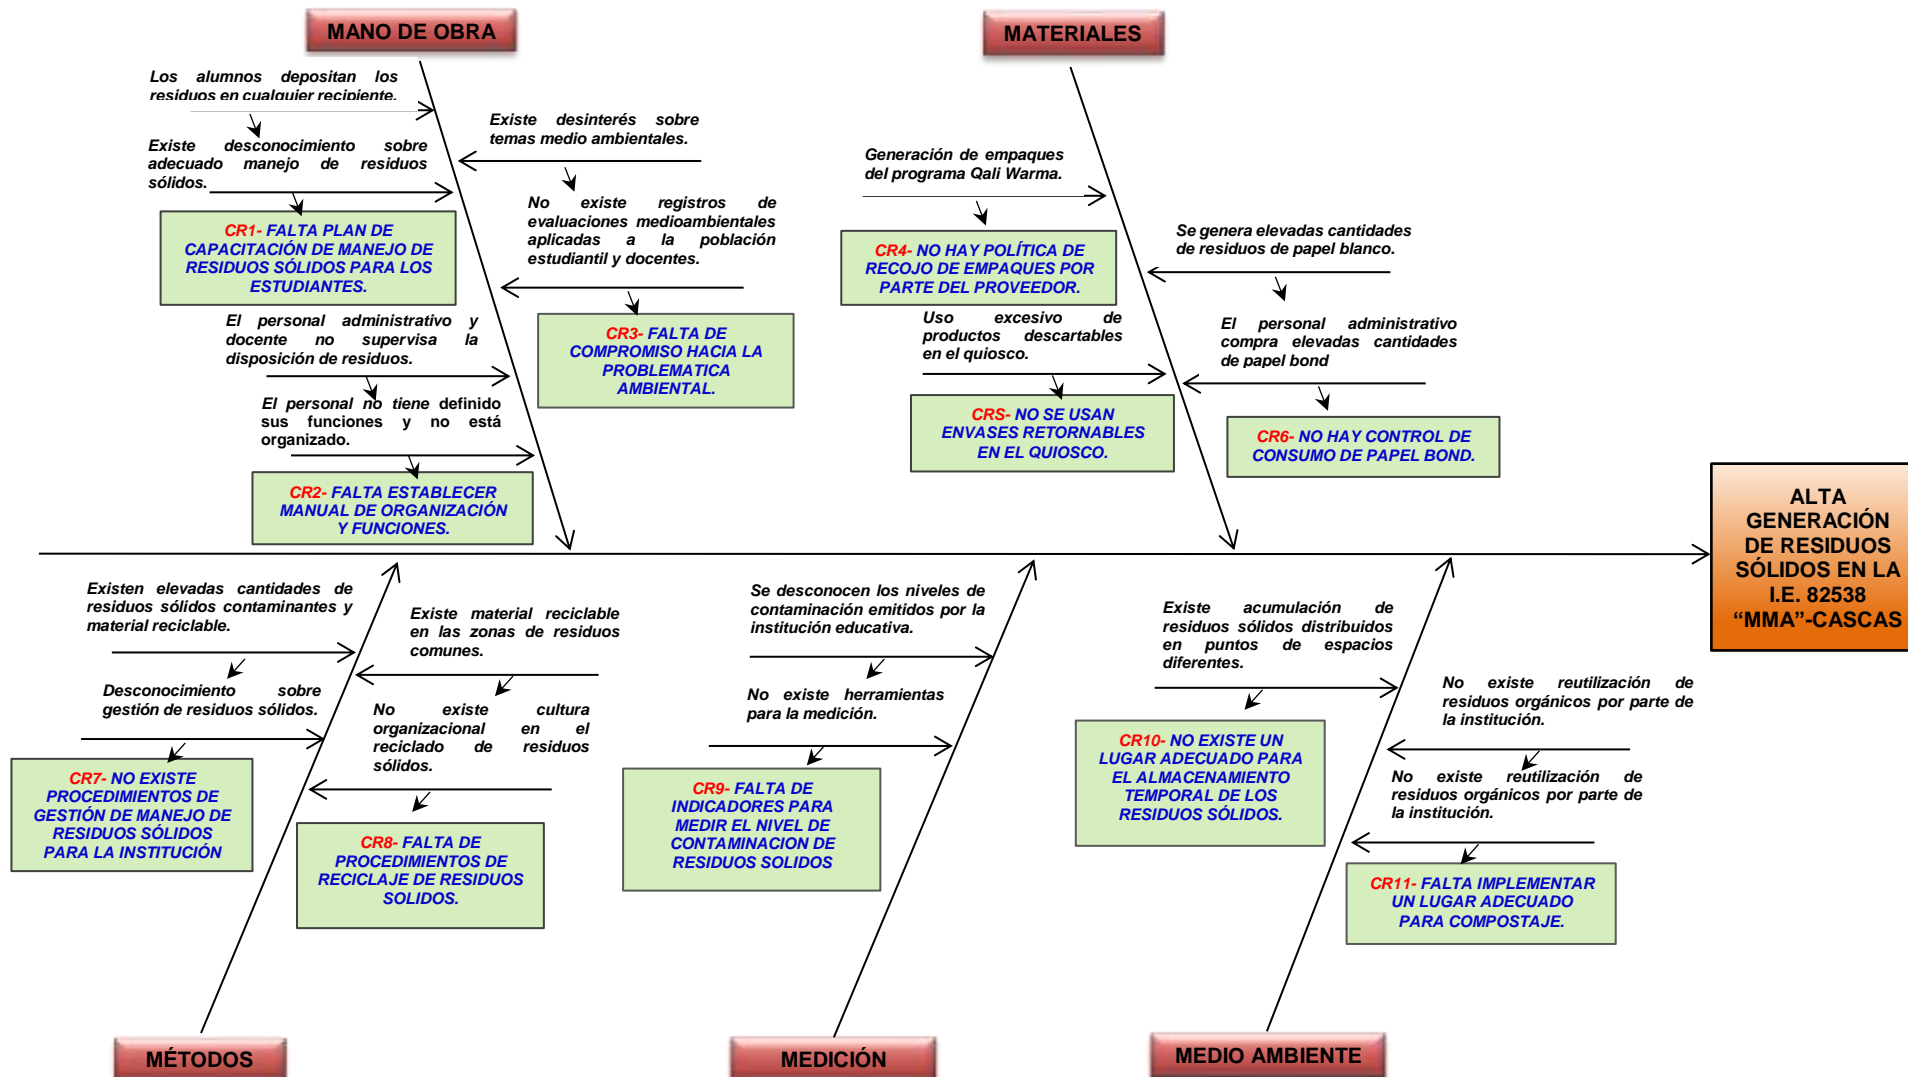 MANO DE OBRA
MATERIALES
Los alumnos depitan los
residuos en cualquier recipiente.
Existe desconocimiento sobre
adecuado manejo de residuos
sólidos.
CR1- FALTA PLAN DE
CAPACITACIÓN DE MANEJO DE
RESIDUOS SÓLIDOS PARA LOS
ESTUDIANTES.
El personal administrativo y
docente no supervisa la
disposición de residuos.
El personal no tiene definido
sus funciones y no está
organizado.
CR2- FALTA ESTABLECER
MANUAL DE ORGANIZACIÓN
Y FUNCIONES.
Existe desinterés sobre
temas medio ambientales.
No existe registros de
evaluaciones medioambientales
aplicadas a la población
estudiantil y docentes.
CR3- FALTA DE
COMPROMISO HACIA LA
PROBLEMATICA
AMBIENTAL.
Generación de empaques
del programa Qali Warma.
CR4- NO HAY POLÍTICA DE
RECOJO DE EMPAQUES POR
PARTE DEL PROVEEDOR.
Uso excesivo de
productos descartables
en el quiosco.
CRS- NO SE USAN
ENVASES RETORNABLES
EN EL QUIOSCO.
Se genera elevadas cantidades
de residuos de papel blanco.
El personal administrativo
compra elevadas cantidades
de papel bond
CR6- NO HAY CONTROL DE
CONSUMO DE PAPEL BOND.
ALTA
GENERACIÓN
DE RESIDUOS
SÓLIDOS EN LA
I.E. 82538
“MMA”-CASCAS
Existen elevadas cantidades de
residuos sólidos contaminantes y
material reciclable.
Desconocimiento sobre
gestión de residuos sólidos.
CR7- NO EXISTE
PROCEDIMIENTOS DE
GESTIÓN DE MANEJO DE
RESIDUOS SÓLIDOS
PARA LA INSTITUCIÓN
Existe material reciclable
en las zonas de residuos
comunes.
No existe cultura
organizacional en el
reciclado de residuos
sólidos.
CR8- FALTA DE
PROCEDIMIENTOS DE
RECICLAJE DE RESIDUOS
SOLIDOS.
Se desconocen los niveles de
contaminación emitidos por la
institución educativa.
No existe herramientas
para la medición.
CR9- FALTA DE
INDICADORES PARA
MEDIR EL NIVEL DE
CONTAMINACION DE
RESIDUOS SOLIDOS
Existe acumulación de
residuos sólidos distribuidos
en puntos de espacios
diferentes.
CR10- NO EXISTE UN
LUGAR ADECUADO PARA
EL ALMACENAMIENTO
TEMPORAL DE LOS
RESIDUOS SÓLIDOS.
No existe reutilización de
residuos orgánicos por parte de
la institución.
No existe reutilización de
residuos orgánicos por parte de
la institución.
CR11- FALTA IMPLEMENTAR
UN LUGAR ADECUADO
PARA COMPOSTAJE.
MÉTODOS
MEDICIÓN
MEDIO AMBIENTE